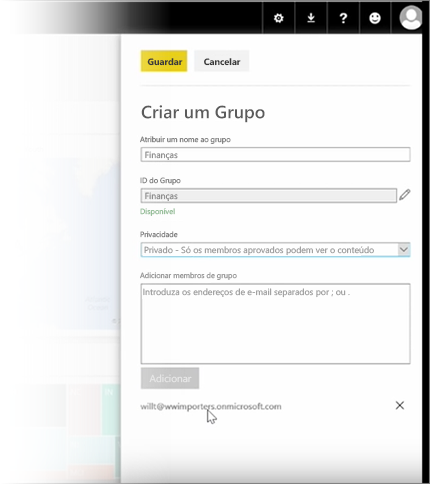 ?
Guardar Cancelar
Criar um Grupo
Atribuir um nome ao grupo
Finanças
ID do Grupo
Finanças
Disponível
Privacidade
Privado - Só os membros aprovados podem ver o conteúdo
Adicionar membros de grupo
Introduza os endereços de e-mail separados por ; ou .
Adicionar
willt@wwimporters.onmicrosoft.com